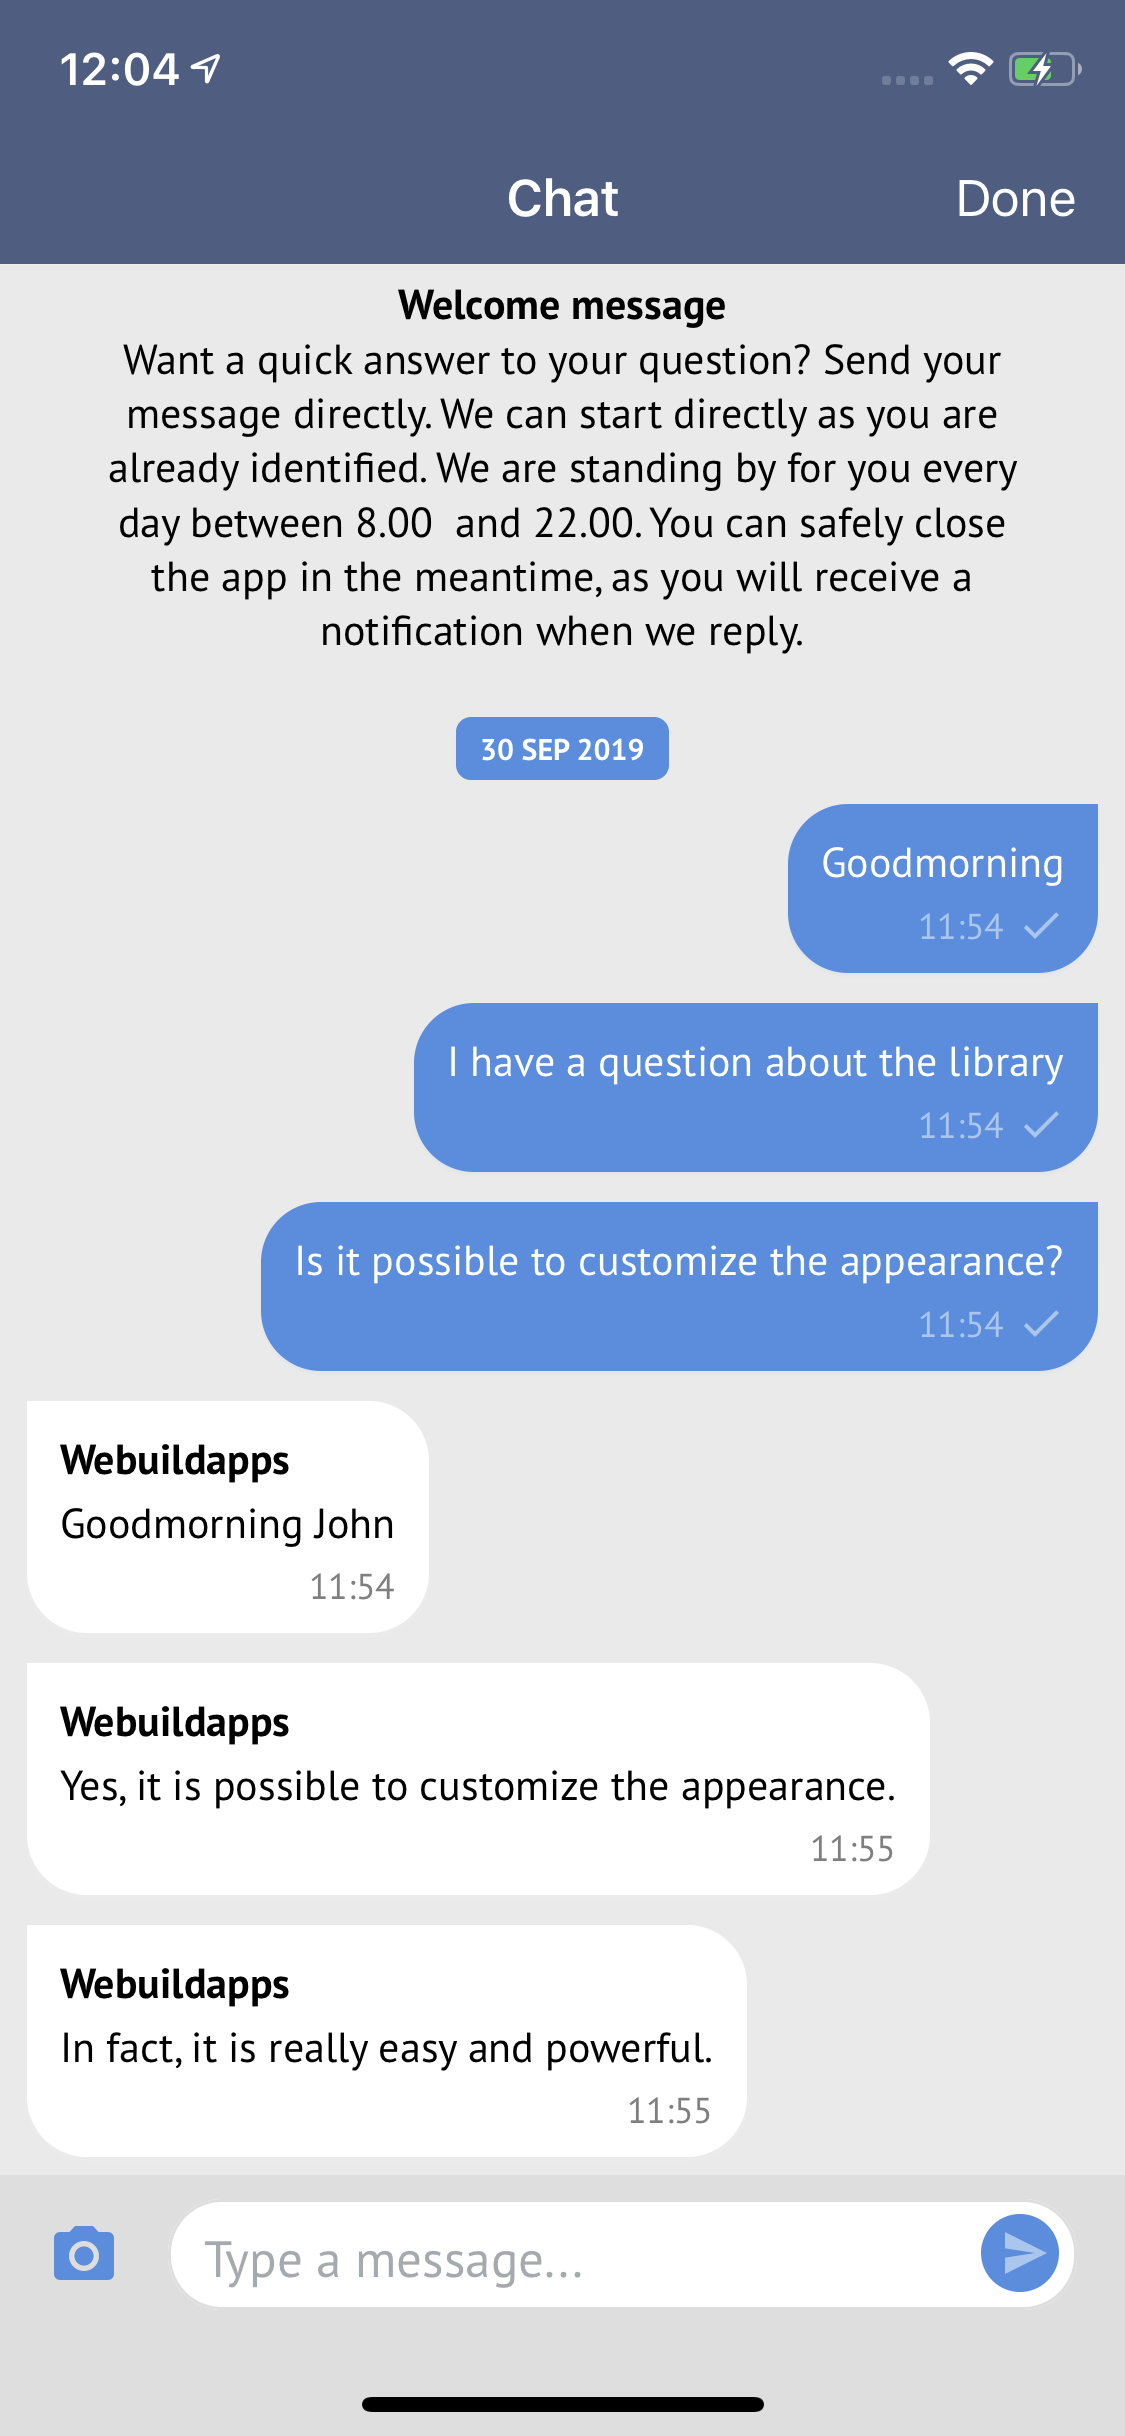 12:04
Chat
Done
Welcome message
Want a quick answer to your question? Send your
message directly. We can start directly as you are
already identified. We are standing by for you every
day between 8.00  and 22.00. You can safely close
the app in the meantime, as you will receive a
notification when we reply.
30 SEP 2019
Goodmorning
11:54
I have a question about the library
11:54
Is it possible to customize the appearance?
11:54
Webuildapps
Goodmorning John
11:54
Webuildapps
Yes, it is possible to customize the appearance.
11:55
Webuildapps
In fact, it is really easy and powerful.
11:55
Type a message...